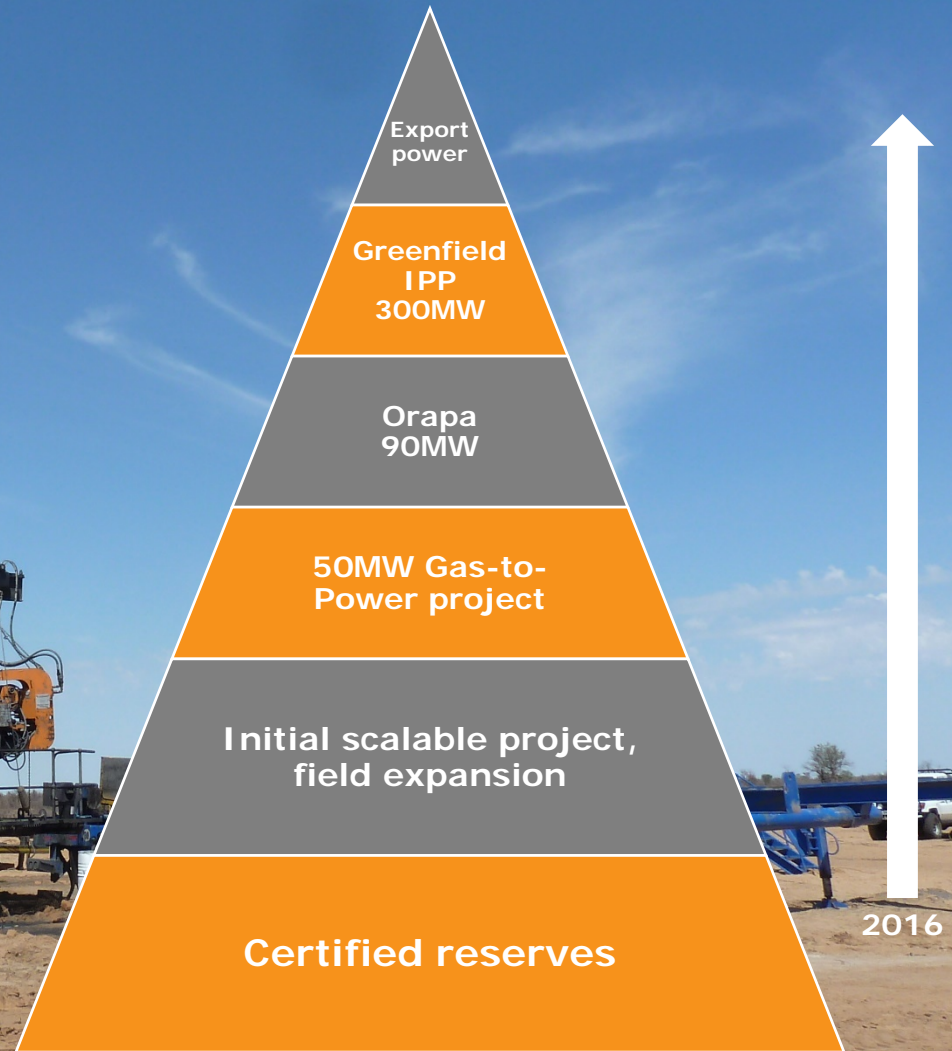 Export
power
Greenfield
IPP
300MW
Orapa
90MW
50MW Gas-to-
Power project
Initial scalable project,
field expansion
Certified reserves
2016